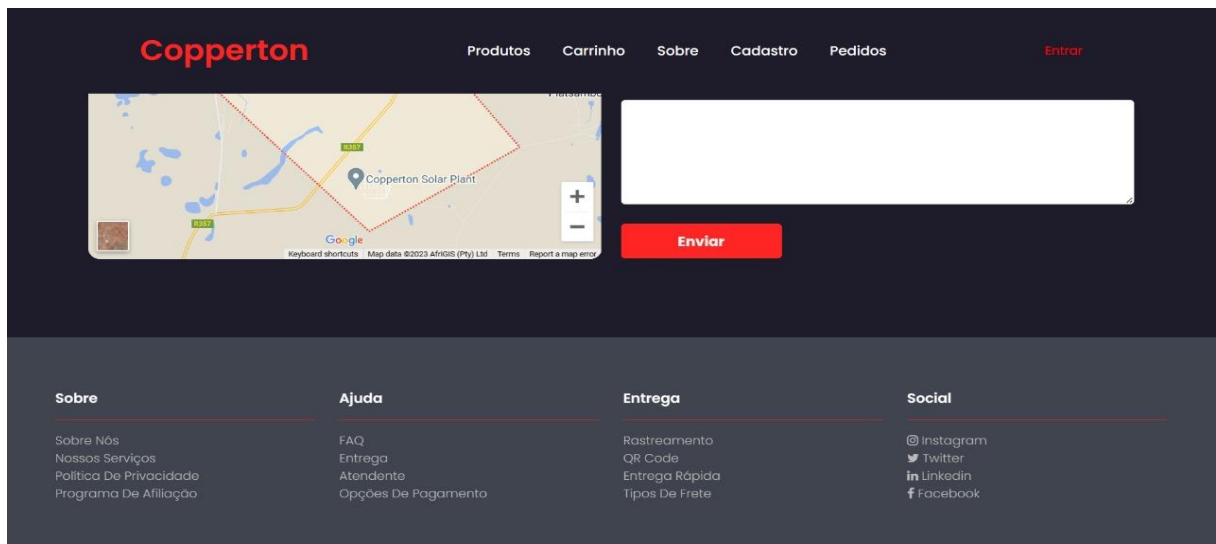 Copperton
Produtos Carrinho Sobre Cadastro Pedidos
Entrar
R357
Copperton Solar Plant
R357
+
−
Google
Keyboard shortcuts Map data ©2023 AfriGIS (Pty) Ltd Terms Report a map error
Enviar
Sobre
Sobre Nós
Nossos Serviços
Política De Privacidade
Programa De Afiliação
Ajuda
FAQ
Entrega
Atendente
Opções De Pagamento
Entrega
Rastreamento
QR Code
Entrega Rápida
Tipos De Frete
Social
Instagram
Twitter
Linkedin
Facebook